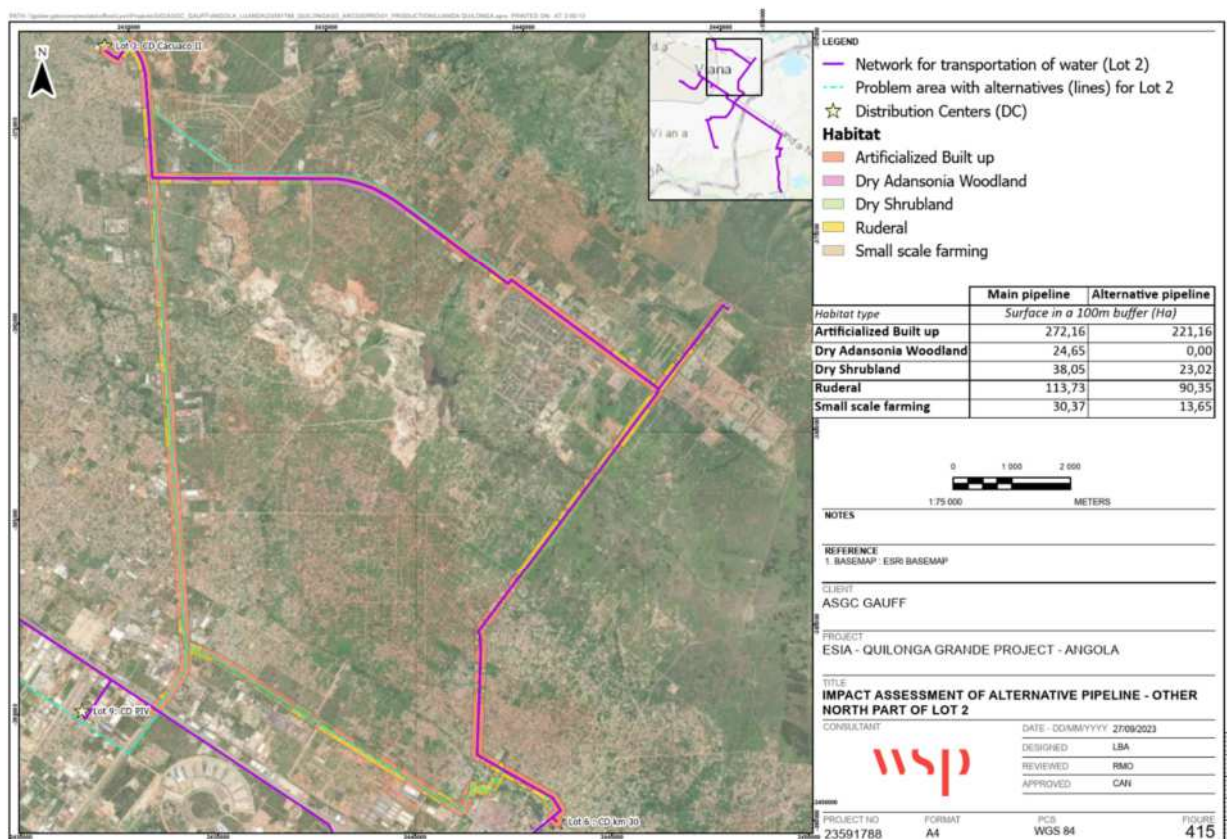 Lot 7: CD Cacuaco II
N
Viana
Viana
Lot 9: CD PIV
Lot 6 : CD km 30
LEGEND
Network for transportation of water (Lot 2)
Problem area with alternatives (lines) for Lot 2
Distribution Centers (DC)
Habitat
Artificialized Built up
Dry Adansonia Woodland
Dry Shrubland
Ruderal
Small scale farming
Main pipeline Alternative pipeline
Habitat type Surface in a 100m buffer (Ha)
Artificialized Built up 272,16 221,16
Dry Adansonia Woodland 24,65 0,00
Dry Shrubland 38,05 23,02
Ruderal 113,73 90,35
Small scale farming 30,37 13,65
0 1 000 2 000
1:75 000 METERS
NOTES
REFERENCE
1. BASEMAP : ESRI BASEMAP
CLIENT
ASGC GAUFF
PROJECT
ESIA - QUILONGA GRANDE PROJECT - ANGOLA
TITLE
IMPACT ASSESSMENT OF ALTERNATIVE PIPELINE - OTHER
NORTH PART OF LOT 2
CONSULTANT
wsp
DATE - DD/MM/YYYY 27/09/2023
DESIGNED LBA
REVIEWED RMO
APPROVED CAN
PROJECT NO FORMAT PCS FIGURE
23591788 A4 WGS 84 415